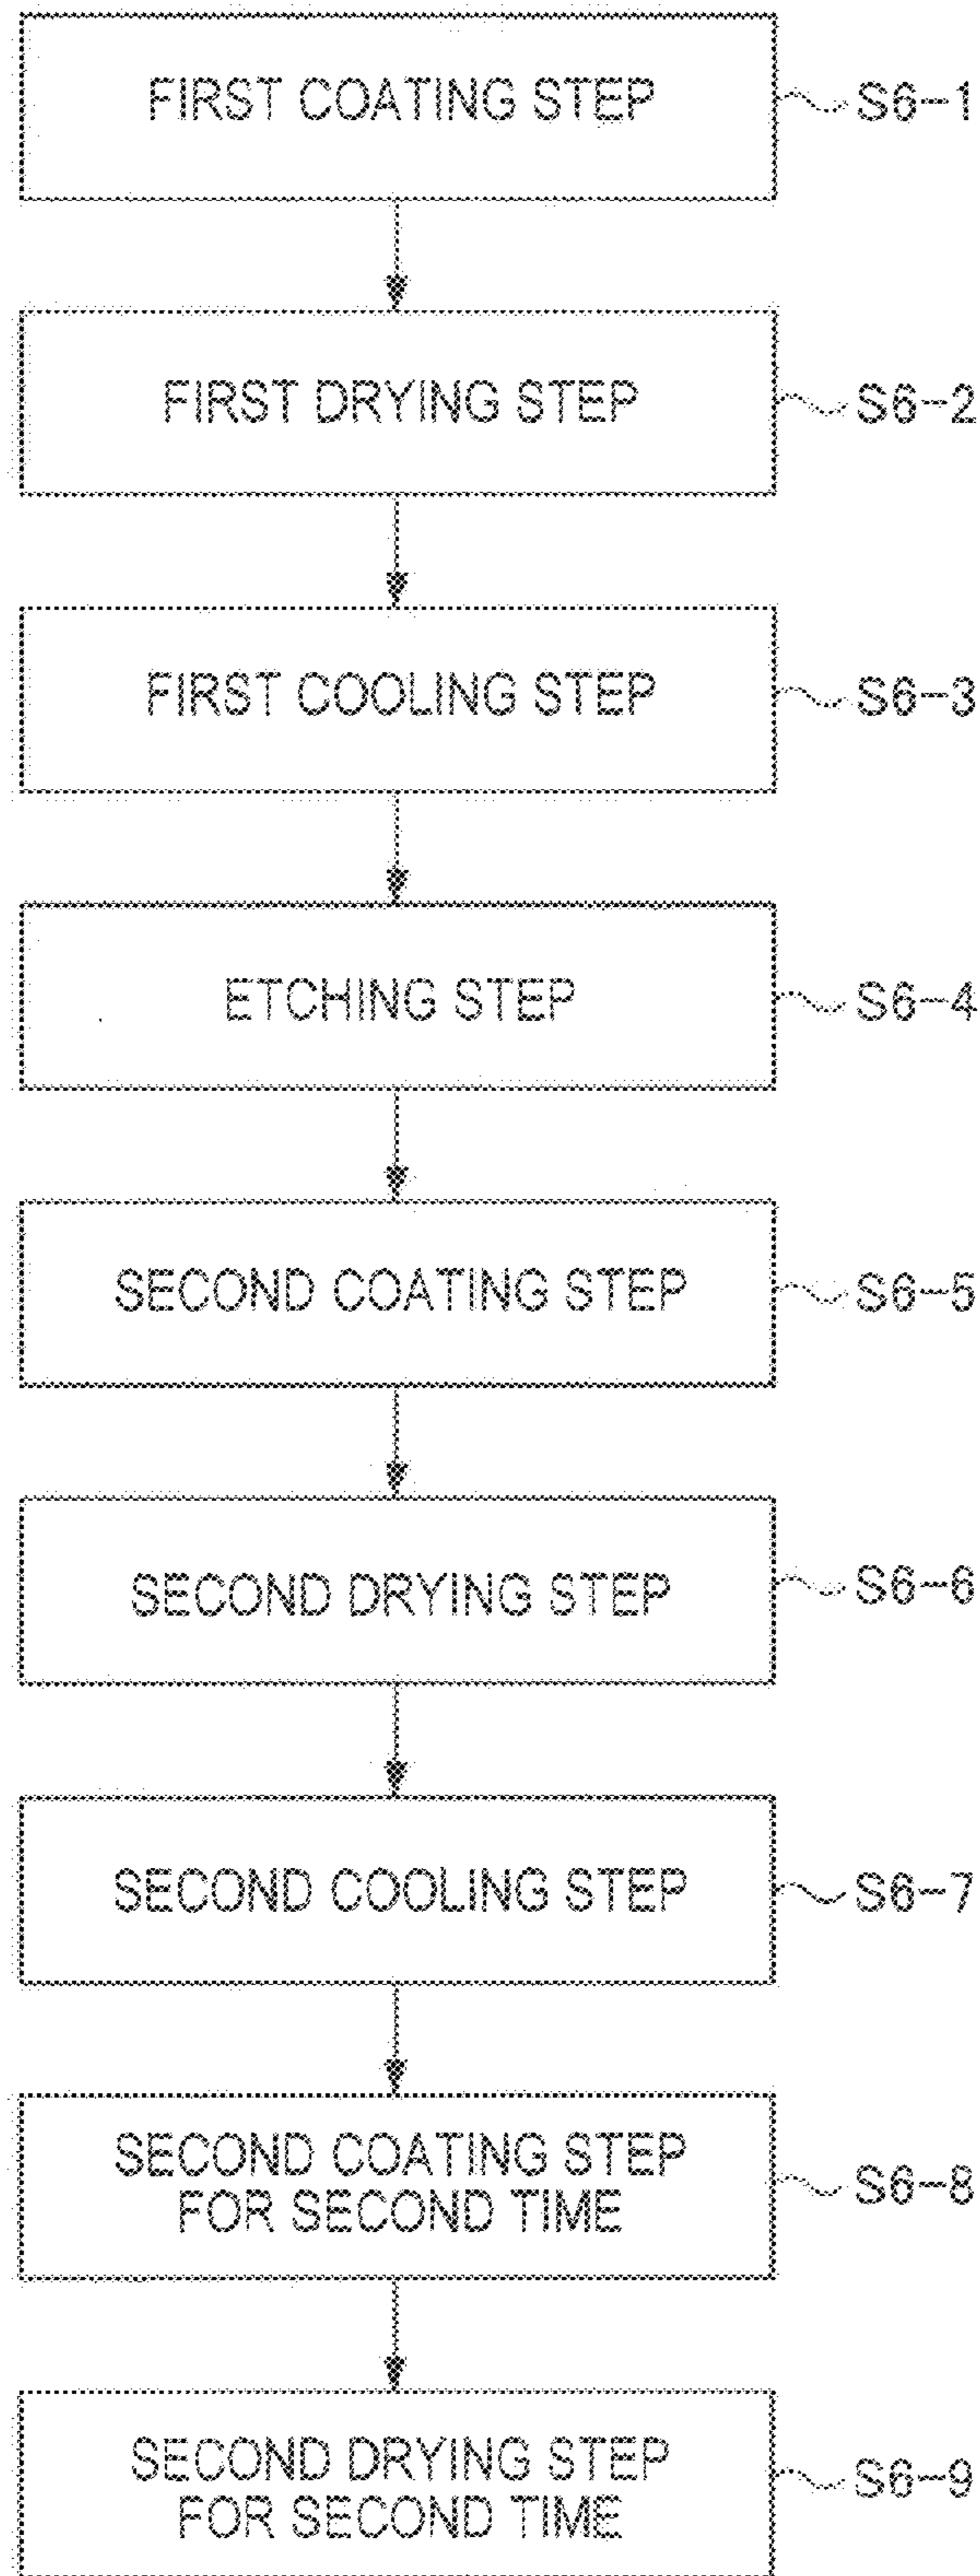 FIRST COATING STEP
S6-1
FIRST DRYING STEP
S6-2
FIRST COOLING STEP
S6-3
ETCHING STEP
S6-4
SECOND COATING STEP
S6-5
SECOND DRYING STEP
S6-6
SECOND COOLING STEP
S6-7
SECOND COATING STEP
FOR SECOND TIME
S6-8
SECOND DRYING STEP
FOR SECOND TIME
S6-9